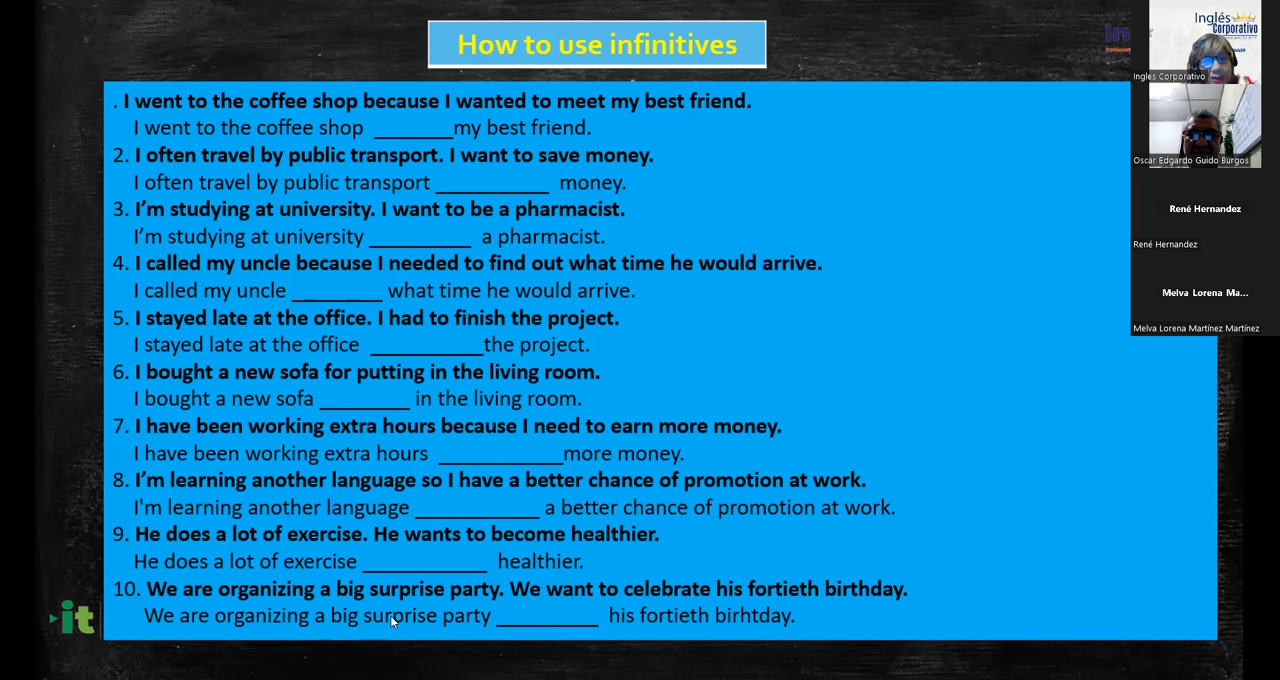 How to use infinitives
. I went to the coffee shop because I wanted to meet my best friend.
I went to the coffee shop _______my best friend.
2. I often travel by public transport. I want to save money.
I often travel by public transport __________ money.
3. I’m studying at university. I want to be a pharmacist.
I’m studying at university _________ a pharmacist.
4. I called my uncle because I needed to find out what time he would arrive.
I called my uncle ________ what time he would arrive.
5. I stayed late at the office. I had to finish the project.
I stayed late at the office __________the project.
6. I bought a new sofa for putting in the living room.
I bought a new sofa ________ in the living room.
7. I have been working extra hours because I need to earn more money.
I have been working extra hours ___________more money.
8. I’m learning another language so I have a better chance of promotion at work.
I'm learning another language ___________ a better chance of promotion at work.
9. He does a lot of exercise. He wants to become healthier.
He does a lot of exercise ___________ healthier.
10. We are organizing a big surprise party. We want to celebrate his fortieth birthday.
We are organizing a big surprise party _________ his fortieth birhtday.
it
Inglés
Corporativo
Ingles Corporativo
Oscar Edgardo Guido Burgos
René Hernandez
René Hernandez
Melva Lorena Ma...
Melva Lorena Martínez Martínez